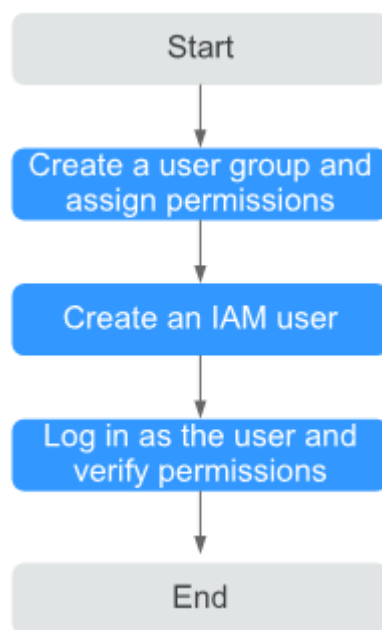 Start
Create a user group and
assign permissions
Create an IAM user
Log in as the user and
verify permissions
End